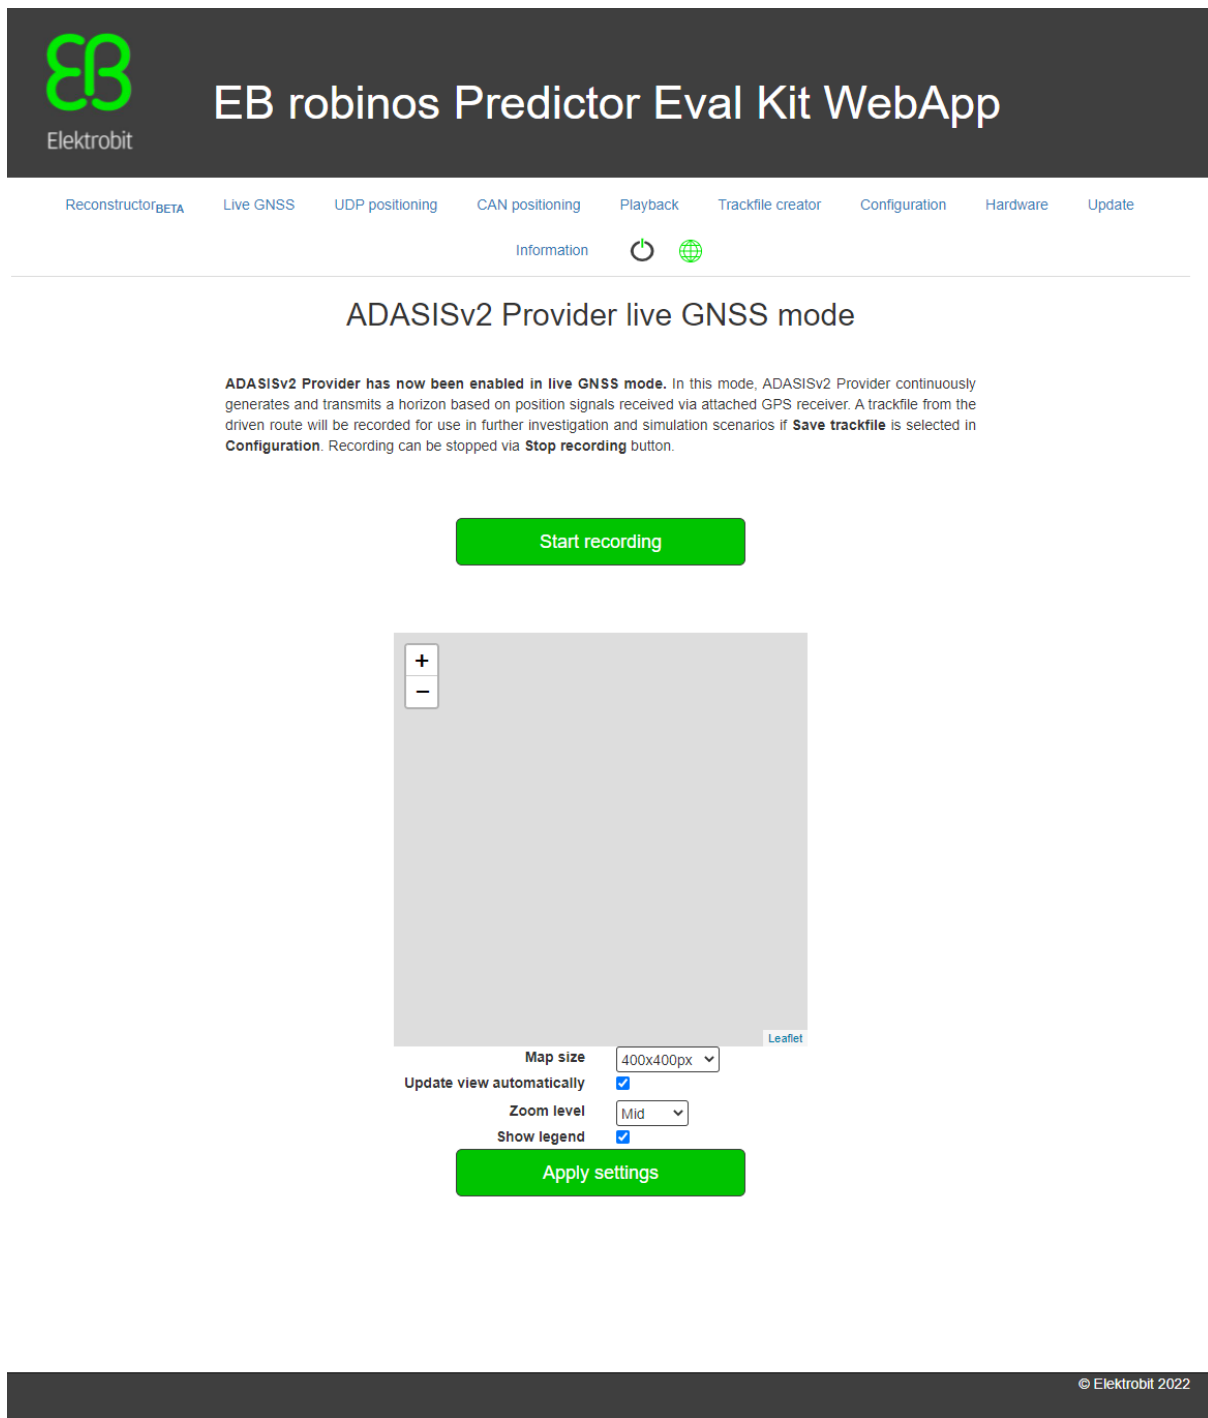 EB
Elektrobit
EB robinos Predictor Eval Kit WebApp
ReconstructorBETA Live GNSS UDP positioning CAN positioning Playback Trackfile creator Configuration Hardware Update
Information
ADASISv2 Provider live GNSS mode
ADASISv2 Provider has now been enabled in live GNSS mode. In this mode, ADASISv2 Provider continuously
generates and transmits a horizon based on position signals received via attached GPS receiver. A trackfile from the
driven route will be recorded for use in further investigation and simulation scenarios if Save trackfile is selected in
Configuration. Recording can be stopped via Stop recording button.
Start recording
+
−
Leaflet
Map size 400x400px
Update view automatically
Zoom level Mid
Show legend
Apply settings
© Elektrobit 2022